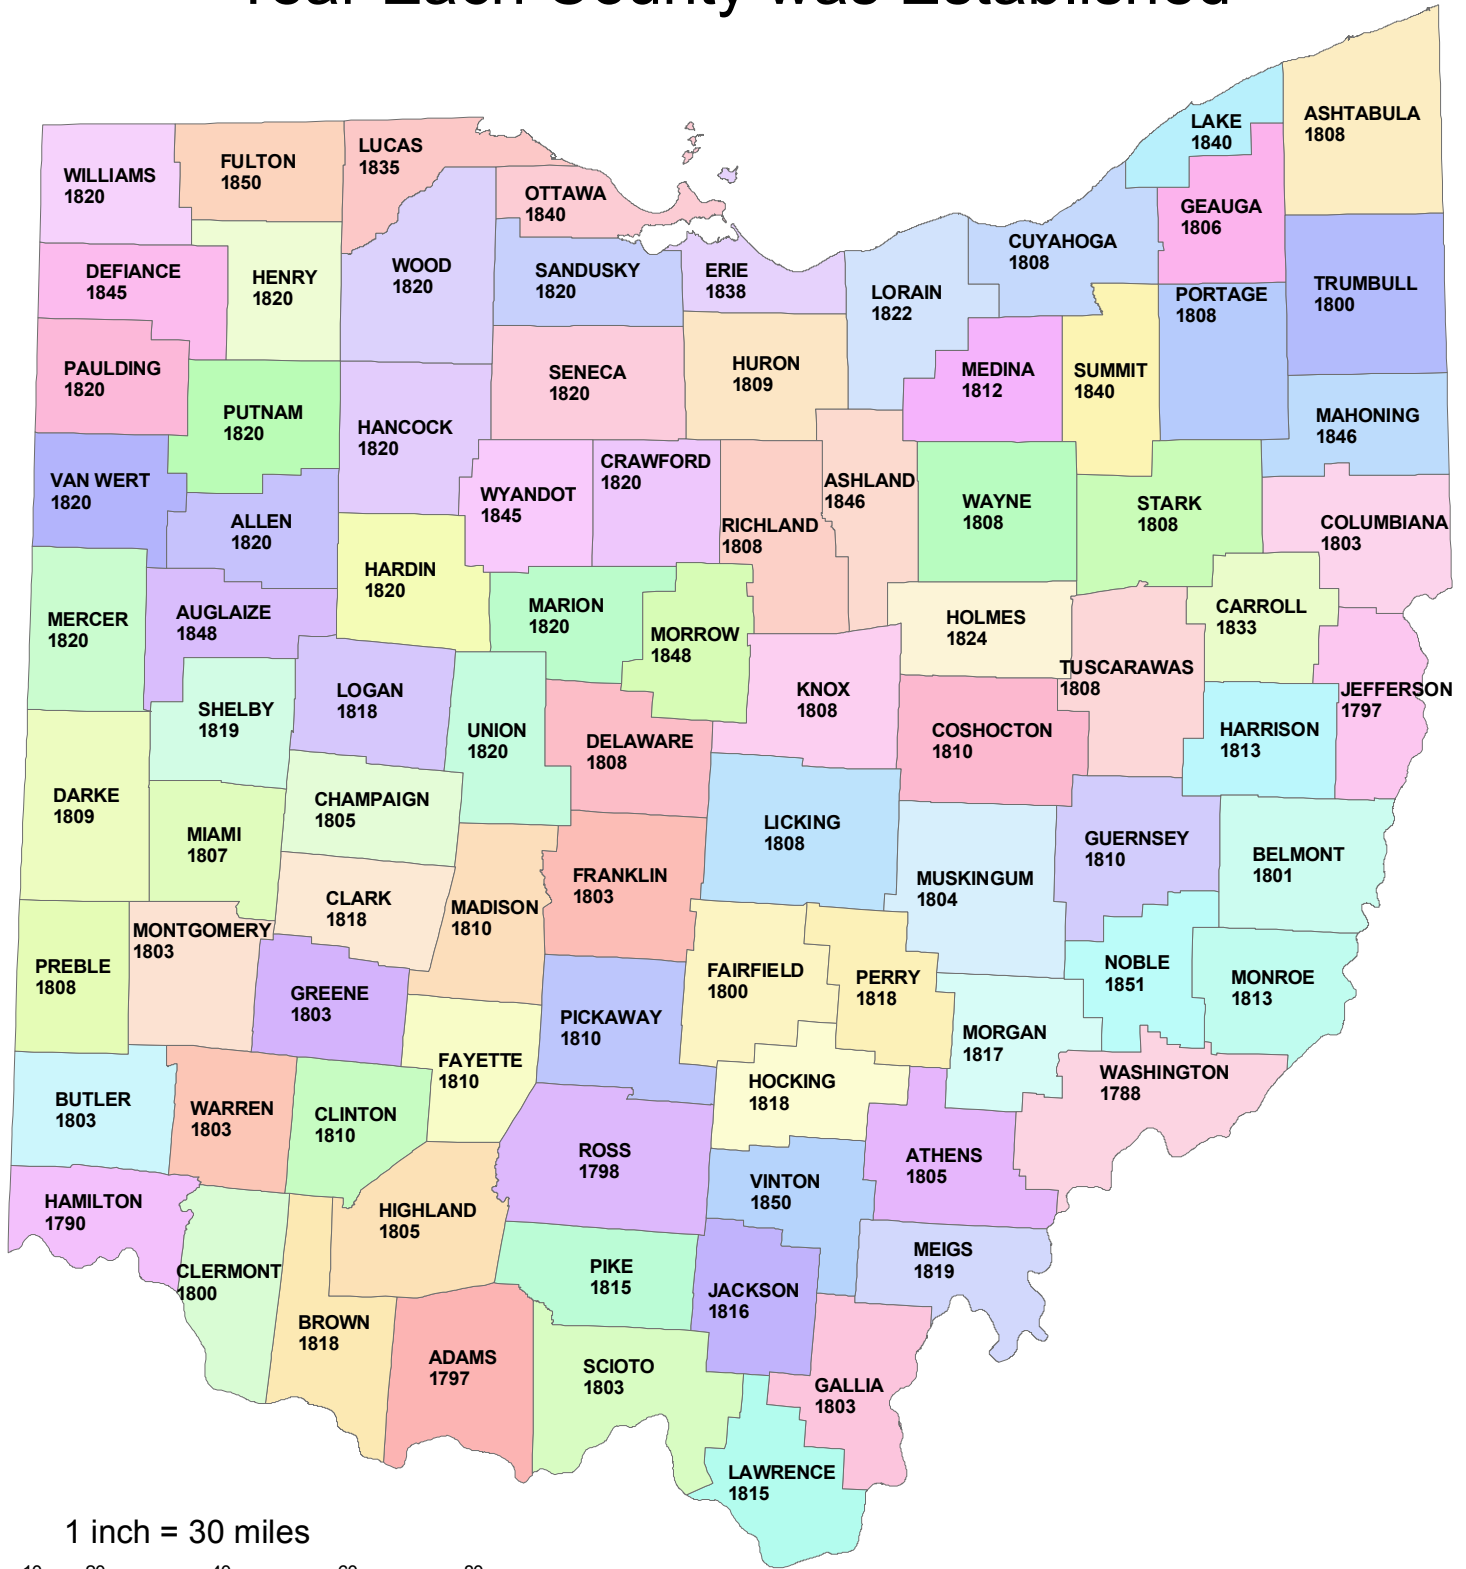 Year Each County was Established
LAKE
1840
ASHTABULA
1808
LUCAS
1835
FULTON
1850
WILLIAMS
1820
OTTAWA
1840
GEAUGA
1806
CUYAHOGA
1808
WOOD
1820
SANDUSKY
1820
ERIE
1838
DEFIANCE
1845
HENRY
1820
LORAIN
1822
PORTAGE
1808
TRUMBULL
1800
PAULDING
1820
SENECA
1820
HURON
1809
MEDINA
1812
SUMMIT
1840
PUTNAM
1820
HANCOCK
1820
MAHONING
1846
CRAWFORD
1820
VAN WERT
1820
WYANDOT
1845
ASHLAND
1846
WAYNE
1808
STARK
1808
ALLEN
1820
RICHLAND
1808
COLUMBIANA
1803
HARDIN
1820
MERCER
1820
AUGLAIZE
1848
MARION
1820
MORROW
1848
HOLMES
1824
CARROLL
1833
TUSCARAWAS
1808
LOGAN
1818
KNOX
1808
JEFFERSON
1797
SHELBY
1819
UNION
1820
DELAWARE
1808
COSHOCTON
1810
HARRISON
1813
DARKE
1809
CHAMPAIGN
1805
MIAMI
1807
LICKING
1808
GUERNSEY
1810
BELMONT
1801
FRANKLIN
1803
MUSKINGUM
1804
CLARK
1818
MADISON
1810
MONTGOMERY
1803
PREBLE
1808
GREENE
1803
FAIRFIELD
1800
PERRY
1818
NOBLE
1851
MONROE
1813
PICKAWAY
1810
MORGAN
1817
FAYETTE
1810
HOCKING
1818
WASHINGTON
1788
BUTLER
1803
WARREN
1803
CLINTON
1810
ROSS
1798
ATHENS
1805
VINTON
1850
HAMILTON
1790
HIGHLAND
1805
MEIGS
1819
CLERMONT
1800
PIKE
1815
JACKSON
1816
BROWN
1818
ADAMS
1797
SCIOTO
1803
GALLIA
1803
LAWRENCE
1815
1 inch = 30 miles